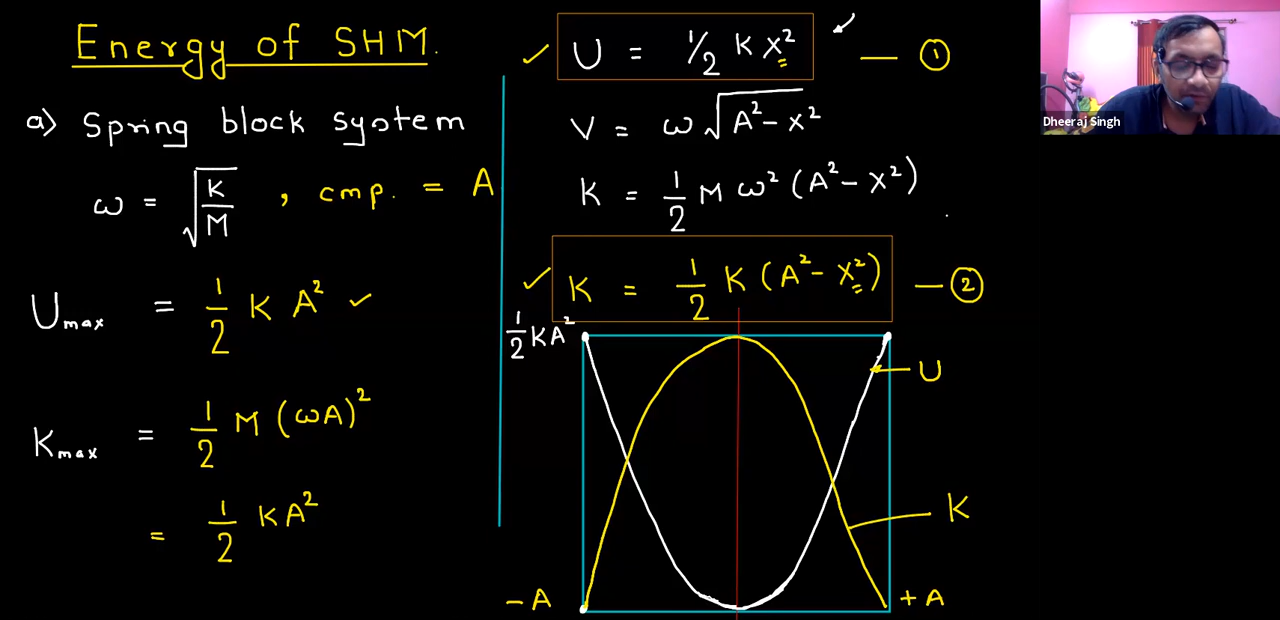 Energy of SHM.
a) Spring block system
ω = √(K/M) , cmp. = A
Umax = 1/2 K A²
Kmax = 1/2 M (ωA)²
= 1/2 KA²
U = 1/2 K x² — ①
V = ω √(A² - x²)
K = 1/2 M ω² (A² - x²)
K = 1/2 K (A² - x²) — ②
1/2 KA²
U
K
-A
+A
Dheeraj Singh